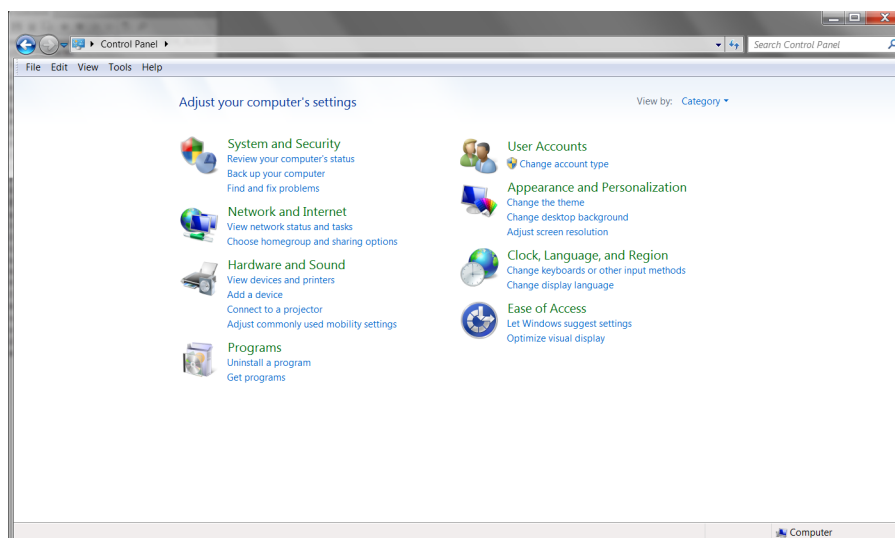 Control Panel
Search Control Panel
File Edit View Tools Help
Adjust your computer's settings
View by: Category
System and Security
Review your computer's status
Back up your computer
Find and fix problems
Network and Internet
View network status and tasks
Choose homegroup and sharing options
Hardware and Sound
View devices and printers
Add a device
Connect to a projector
Adjust commonly used mobility settings
Programs
Uninstall a program
Get programs
User Accounts
Change account type
Appearance and Personalization
Change the theme
Change desktop background
Adjust screen resolution
Clock, Language, and Region
Change keyboards or other input methods
Change display language
Ease of Access
Let Windows suggest settings
Optimize visual display
Computer